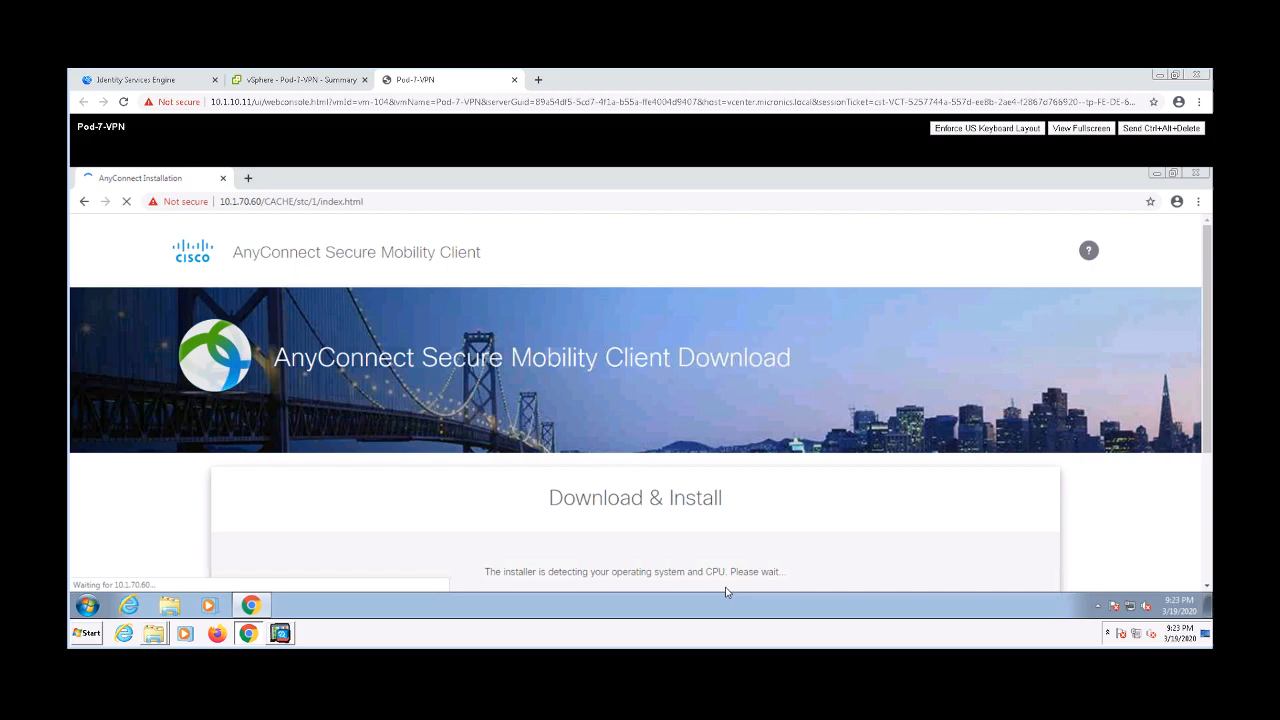 Identity Services Engine
vSphere - Pod-7-VPN - Summary
Pod-7-VPN
Not secure
Pod-7-VPN
Enforce US Keyboard Layout
View Fullscreen
Send Ctrl+Alt+Delete
AnyConnect Installation
Not secure
10.1.70.60/CACHE/stc/1/index.html
CISCO
AnyConnect Secure Mobility Client
?
AnyConnect Secure Mobility Client Download
Download & Install
The installer is detecting your operating system and CPU. Please wait...
Waiting for 10.1.70.60...
9:23 PM
3/19/2020
Start
9:23 PM
3/19/2020